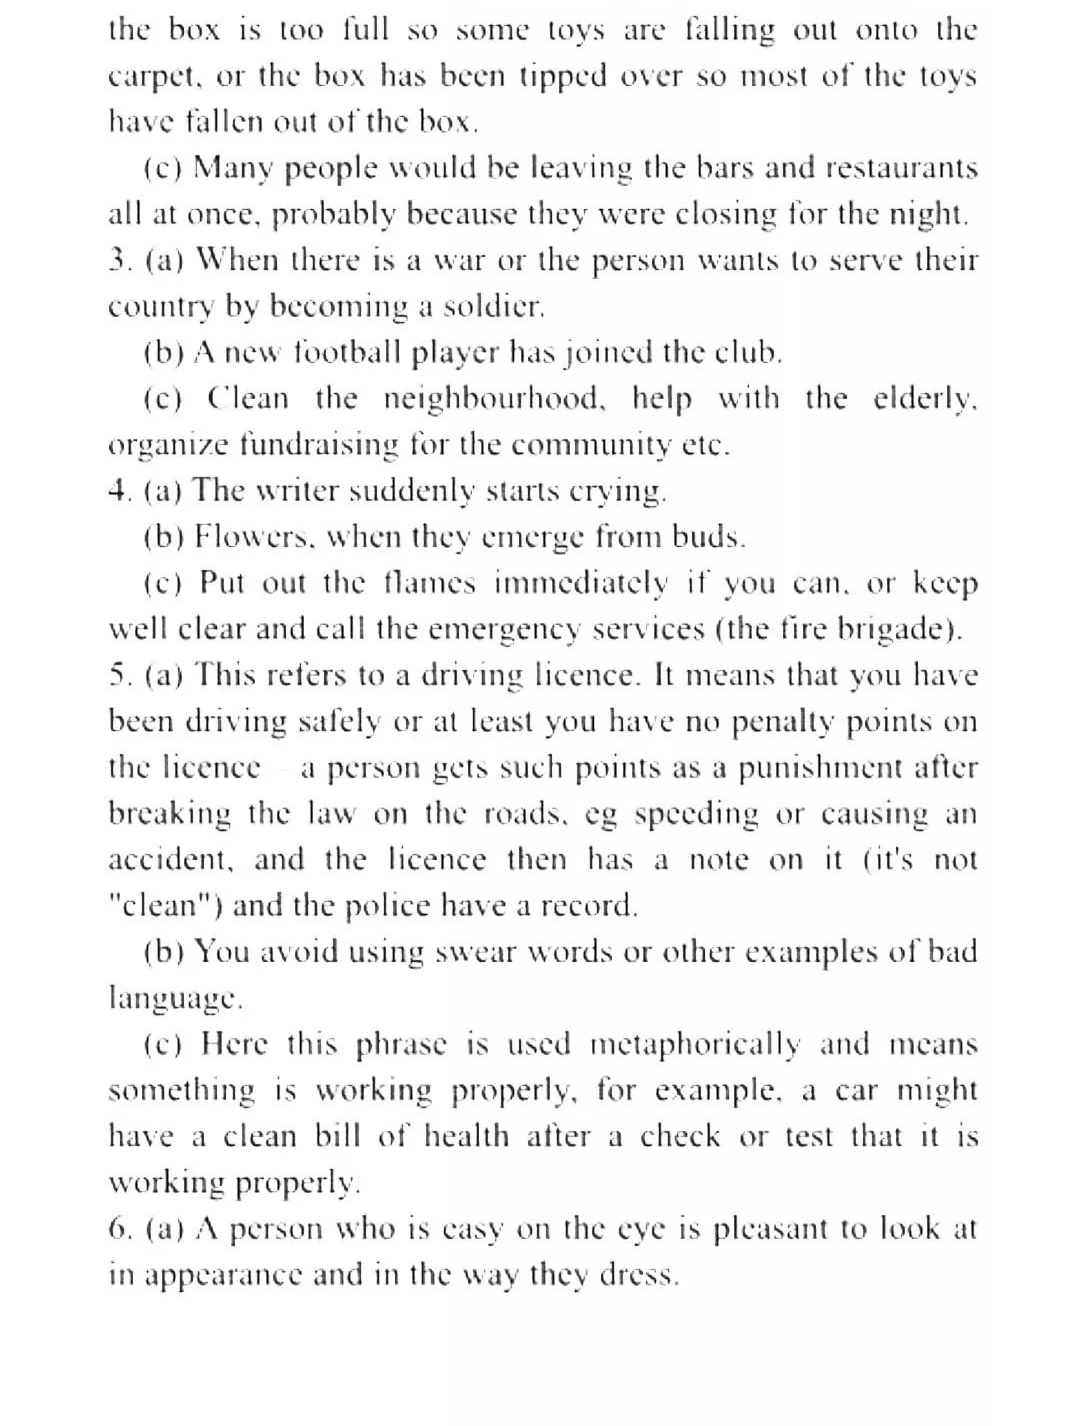 the box is too full so some toys are falling out onto the
carpet, or the box has been tipped over so most of the toys
have fallen out of the box.
(c) Many people would be leaving the bars and restaurants
all at once, probably because they were closing for the night.
3. (a) When there is a war or the person wants to serve their
country by becoming a soldier.
(b) A new football player has joined the club.
(c) Clean the neighbourhood, help with the elderly,
organize fundraising for the community etc.
4. (a) The writer suddenly starts crying.
(b) Flowers, when they emerge from buds.
(c) Put out the flames immediately if you can, or keep
well clear and call the emergency services (the fire brigade).
5. (a) This refers to a driving licence. It means that you have
been driving safely or at least you have no penalty points on
the licence – a person gets such points as a punishment after
breaking the law on the roads, eg speeding or causing an
accident, and the licence then has a note on it (it's not
"clean") and the police have a record.
(b) You avoid using swear words or other examples of bad
language.
(c) Here this phrase is used metaphorically and means
something is working properly, for example, a car might
have a clean bill of health after a check or test that it is
working properly.
6. (a) A person who is easy on the eye is pleasant to look at
in appearance and in the way they dress.